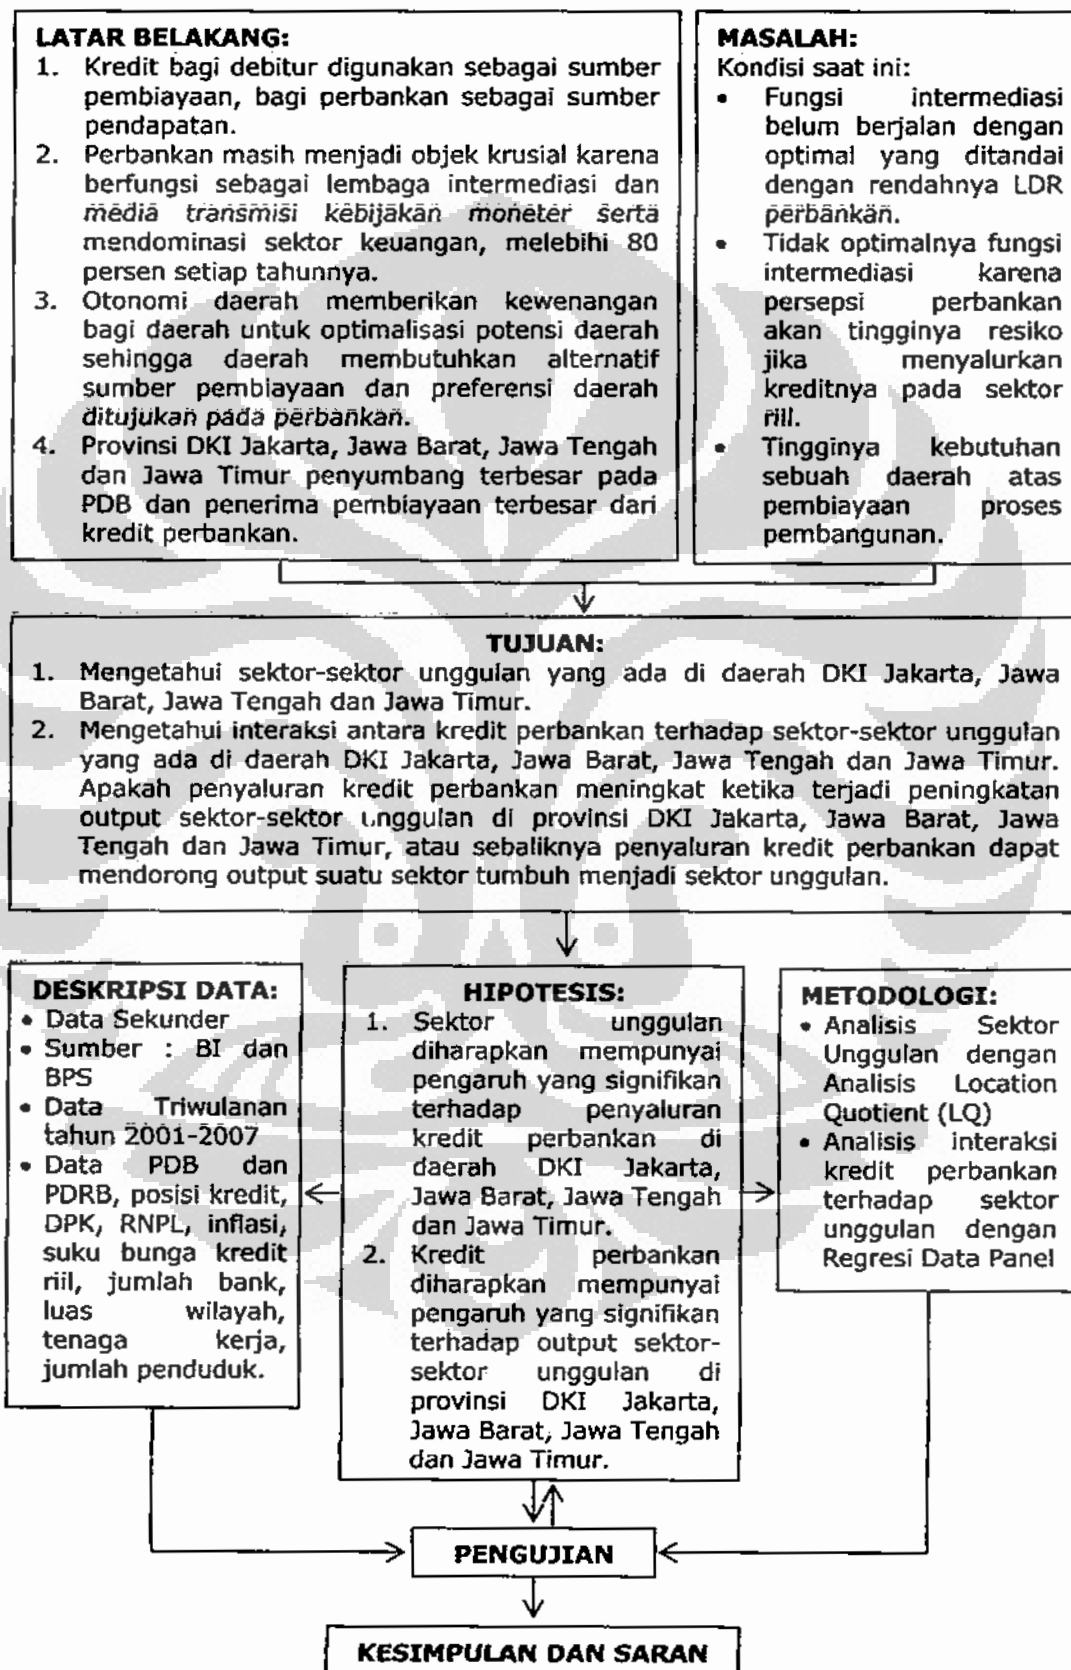 LATAR BELAKANG:
1. Kredit bagi debitur digunakan sebagai sumber
pembiayaan, bagi perbankan sebagai sumber
pendapatan.
2. Perbankan masih menjadi objek krusial karena
berfungsi sebagai lembaga intermediasi dan
media transmisi kebijakan moneter serta
mendominasi sektor keuangan, melebihi 80
persen setiap tahunnya.
3. Otonomi daerah memberikan kewenangan
bagi daerah untuk optimalisasi potensi daerah
sehingga daerah membutuhkan alternatif
sumber pembiayaan dan preferensi daerah
ditujukan pada perbankan.
4. Provinsi DKI Jakarta, Jawa Barat, Jawa Tengah
dan Jawa Timur penyumbang terbesar pada
PDB dan penerima pembiayaan terbesar dari
kredit perbankan.
MASALAH:
Kondisi saat ini:
• Fungsi intermediasi
belum berjalan dengan
optimal yang ditandai
dengan rendahnya LDR
perbankan.
• Tidak optimalnya fungsi
intermediasi karena
persepsi perbankan
akan tingginya resiko
jika menyalurkan
kreditnya pada sektor
riil.
• Tingginya kebutuhan
sebuah daerah atas
pembiayaan proses
pembangunan.
TUJUAN:
1. Mengetahui sektor-sektor unggulan yang ada di daerah DKI Jakarta, Jawa
Barat, Jawa Tengah dan Jawa Timur.
2. Mengetahui interaksi antara kredit perbankan terhadap sektor-sektor unggulan
yang ada di daerah DKI Jakarta, Jawa Barat, Jawa Tengah dan Jawa Timur.
Apakah penyaluran kredit perbankan meningkat ketika terjadi peningkatan
output sektor-sektor unggulan di provinsi DKI Jakarta, Jawa Barat, Jawa
Tengah dan Jawa Timur, atau sebaliknya penyaluran kredit perbankan dapat
mendorong output suatu sektor tumbuh menjadi sektor unggulan.
DESKRIPSI DATA:
• Data Sekunder
• Sumber : BI dan
BPS
• Data Triwulanan
tahun 2001-2007
• Data PDB dan
PDRB, posisi kredit,
DPK, RNPL, inflasi,
suku bunga kredit
riil, jumlah bank,
luas wilayah,
tenaga kerja,
jumlah penduduk.
HIPOTESIS:
1. Sektor unggulan
diharapkan mempunyai
pengaruh yang signifikan
terhadap penyaluran
kredit perbankan di
daerah DKI Jakarta,
Jawa Barat, Jawa Tengah
dan Jawa Timur.
2. Kredit perbankan
diharapkan mempunyai
pengaruh yang signifikan
terhadap output sektor-
sektor unggulan di
provinsi DKI Jakarta,
Jawa Barat, Jawa Tengah
dan Jawa Timur.
METODOLOGI:
• Analisis Sektor
Unggulan dengan
Analisis Location
Quotient (LQ)
• Analisis interaksi
kredit perbankan
terhadap sektor
unggulan dengan
Regresi Data Panel
PENGUJIAN
KESIMPULAN DAN SARAN